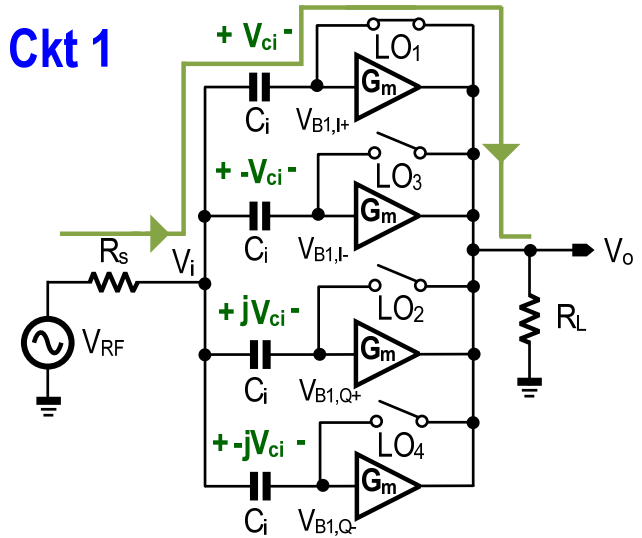 Ckt 1
+ Vci -
LO1
Gm
Ci
VB1,I+
+ -Vci -
LO3
Gm
Ci
VB1,I-
Rs
Vi
Vo
+ jVci -
LO2
Gm
RL
VRF
Ci
VB1,Q+
+ -jVci -
LO4
Gm
Ci
VB1,Q-